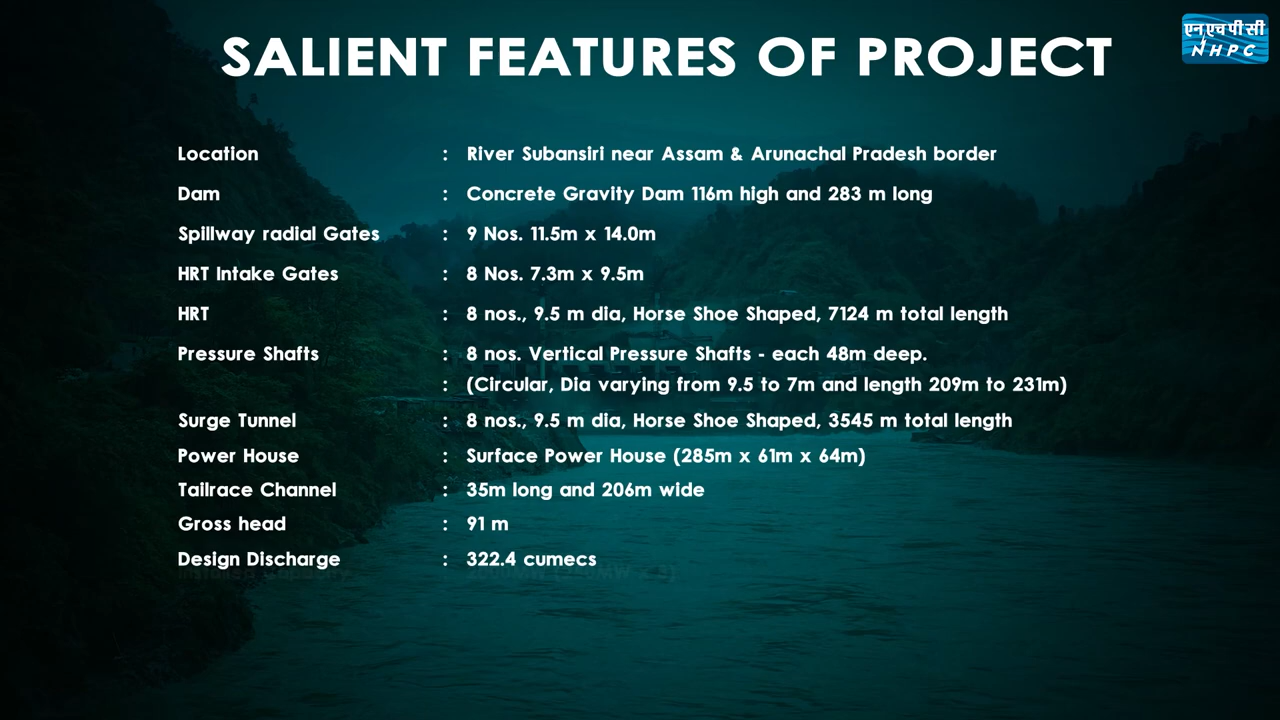 एन एच पी सी
NHPC
SALIENT FEATURES OF PROJECT
Location : River Subansiri near Assam & Arunachal Pradesh border
Dam : Concrete Gravity Dam 116m high and 283 m long
Spillway radial Gates : 9 Nos. 11.5m x 14.0m
HRT Intake Gates : 8 Nos. 7.3m x 9.5m
HRT : 8 nos., 9.5 m dia, Horse Shoe Shaped, 7124 m total length
Pressure Shafts : 8 nos. Vertical Pressure Shafts - each 48m deep.
: (Circular, Dia varying from 9.5 to 7m and length 209m to 231m)
Surge Tunnel : 8 nos., 9.5 m dia, Horse Shoe Shaped, 3545 m total length
Power House : Surface Power House (285m x 61m x 64m)
Tailrace Channel : 35m long and 206m wide
Gross head : 91 m
Design Discharge : 322.4 cumecs